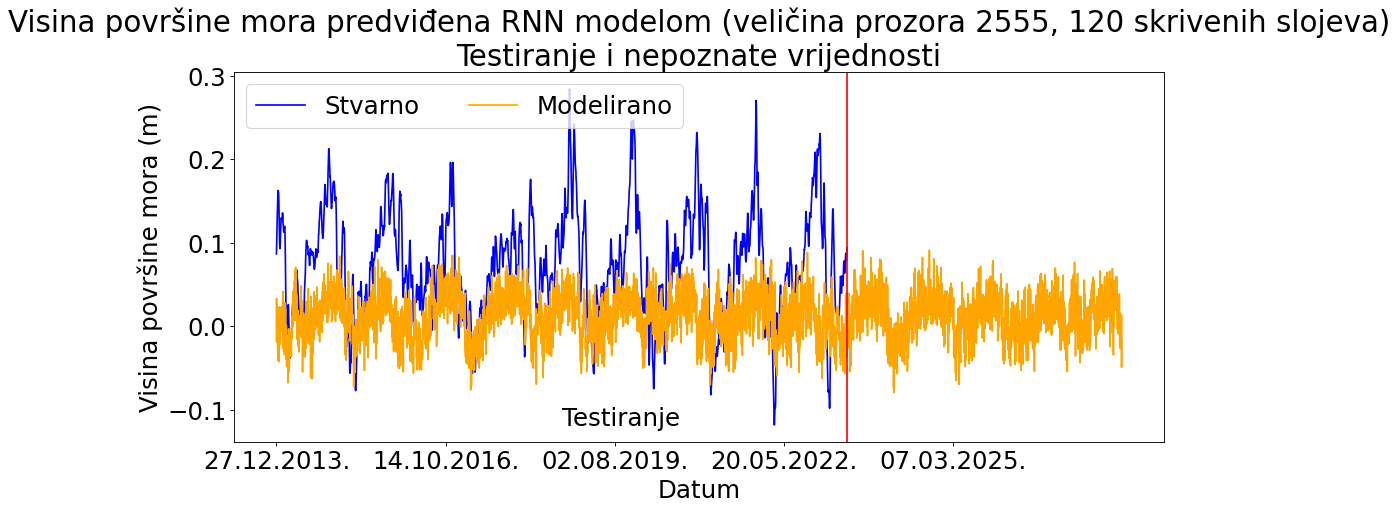 Visina površine mora predviđena RNN modelom (veličina prozora 2555, 120 skrivenih slojeva)
Testiranje i nepoznate vrijednosti
Stvarno Modelirano
Visina površine mora (m)
0.3
0.2
0.1
0.0
−0.1
Testiranje
27.12.2013. 14.10.2016. 02.08.2019. 20.05.2022. 07.03.2025.
Datum